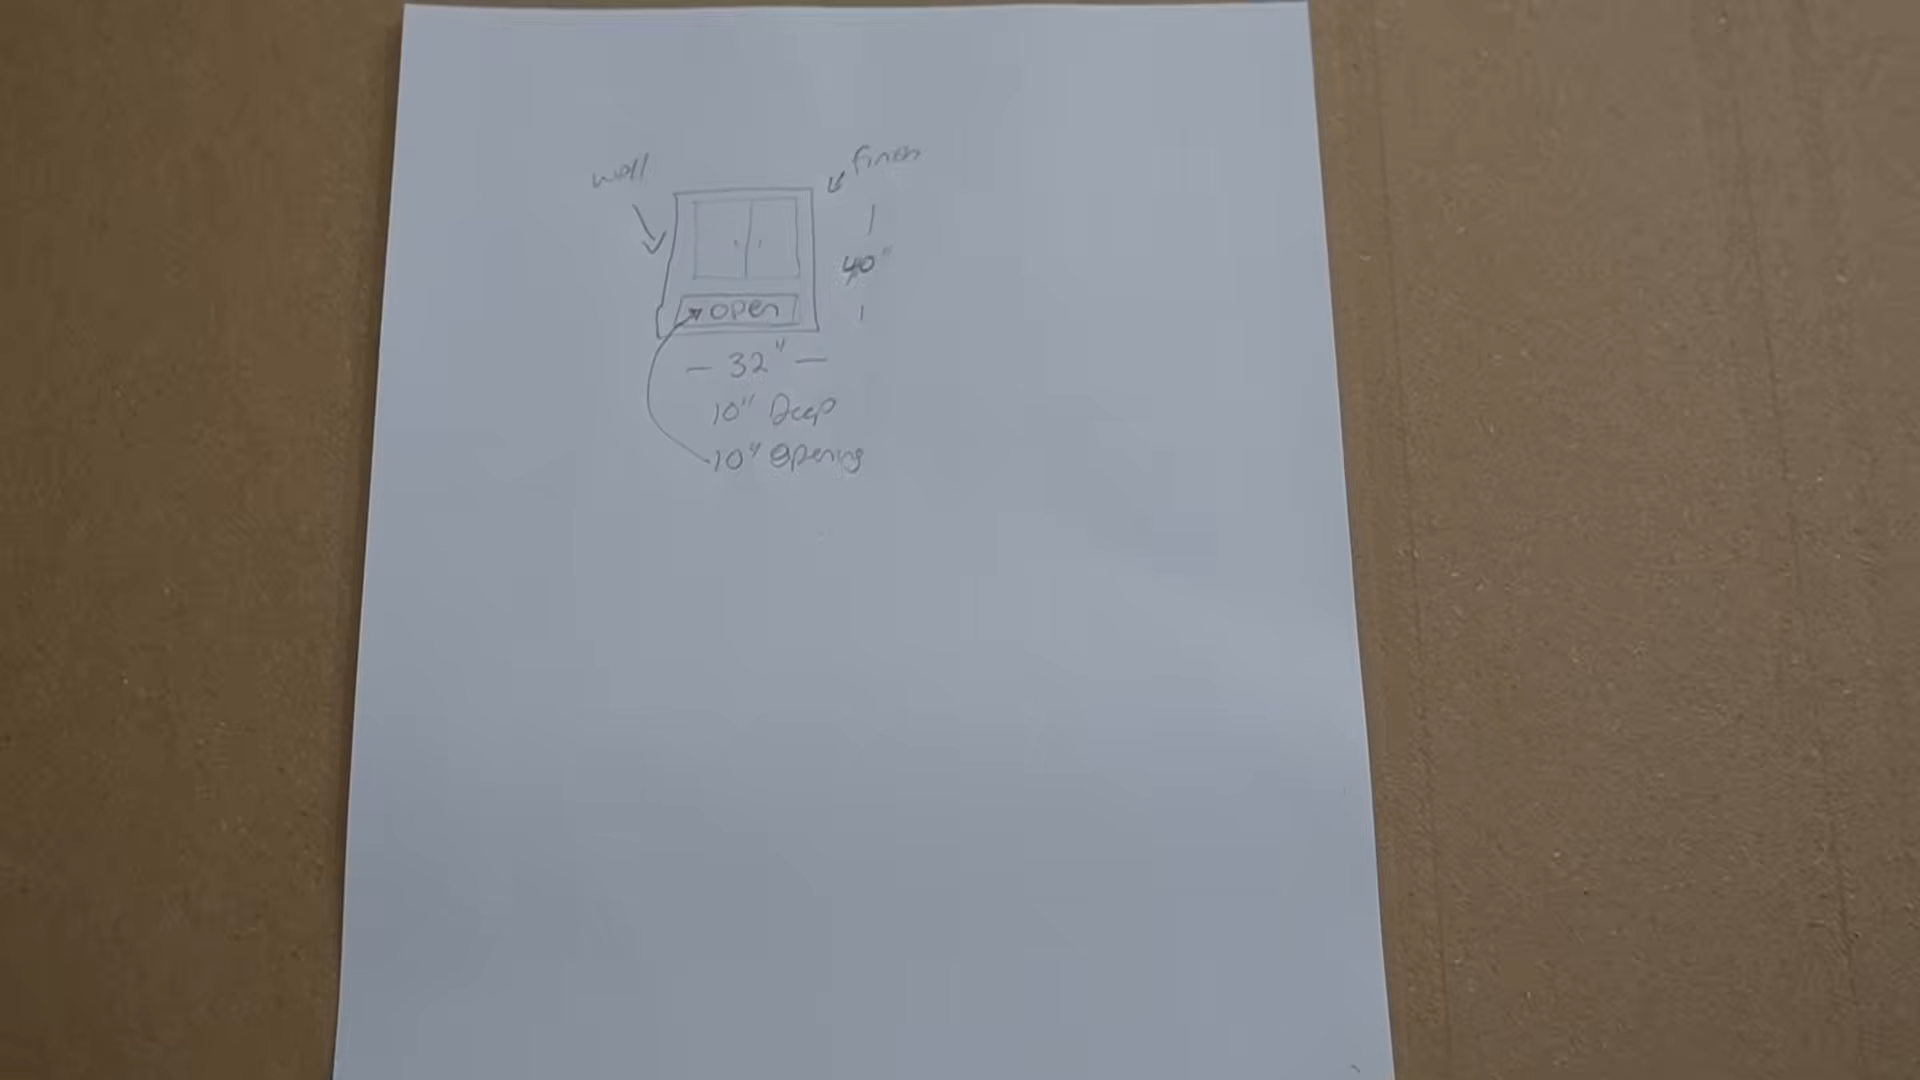 wall
finish
40"
open
- 32" -
10" Deep
10" Opening